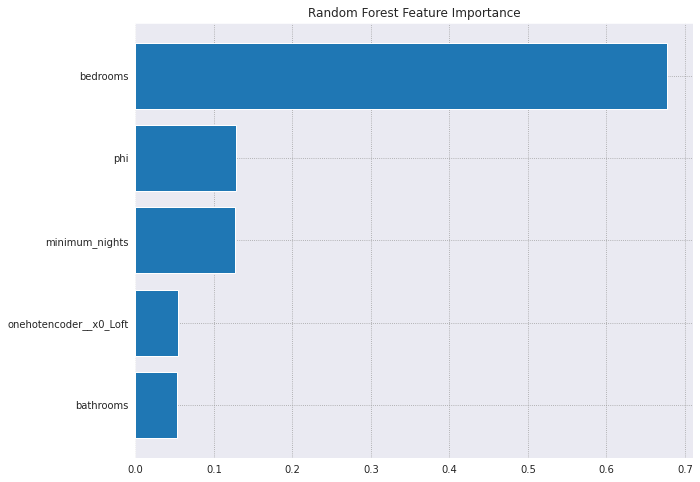 Random Forest Feature Importance
bedrooms
phi
minimum_nights
onehotencoder__x0_Loft
bathrooms
0.0 0.1 0.2 0.3 0.4 0.5 0.6 0.7